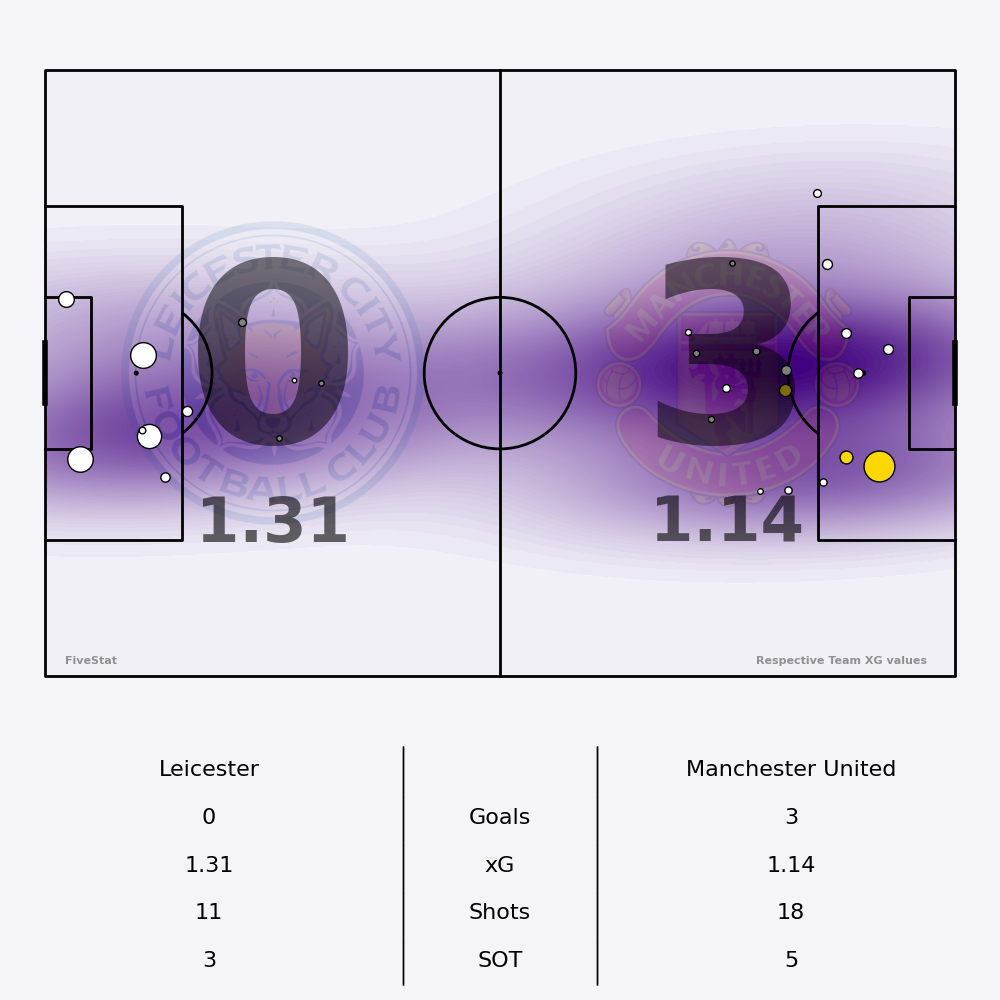 LEICESTER CITY
FOOTBALL CLUB
0
1.31
MANCHESTER
UNITED
3
1.14
FiveStat
Respective Team XG values
Leicester Manchester United
0 Goals 3
1.31 xG 1.14
11 Shots 18
3 SOT 5